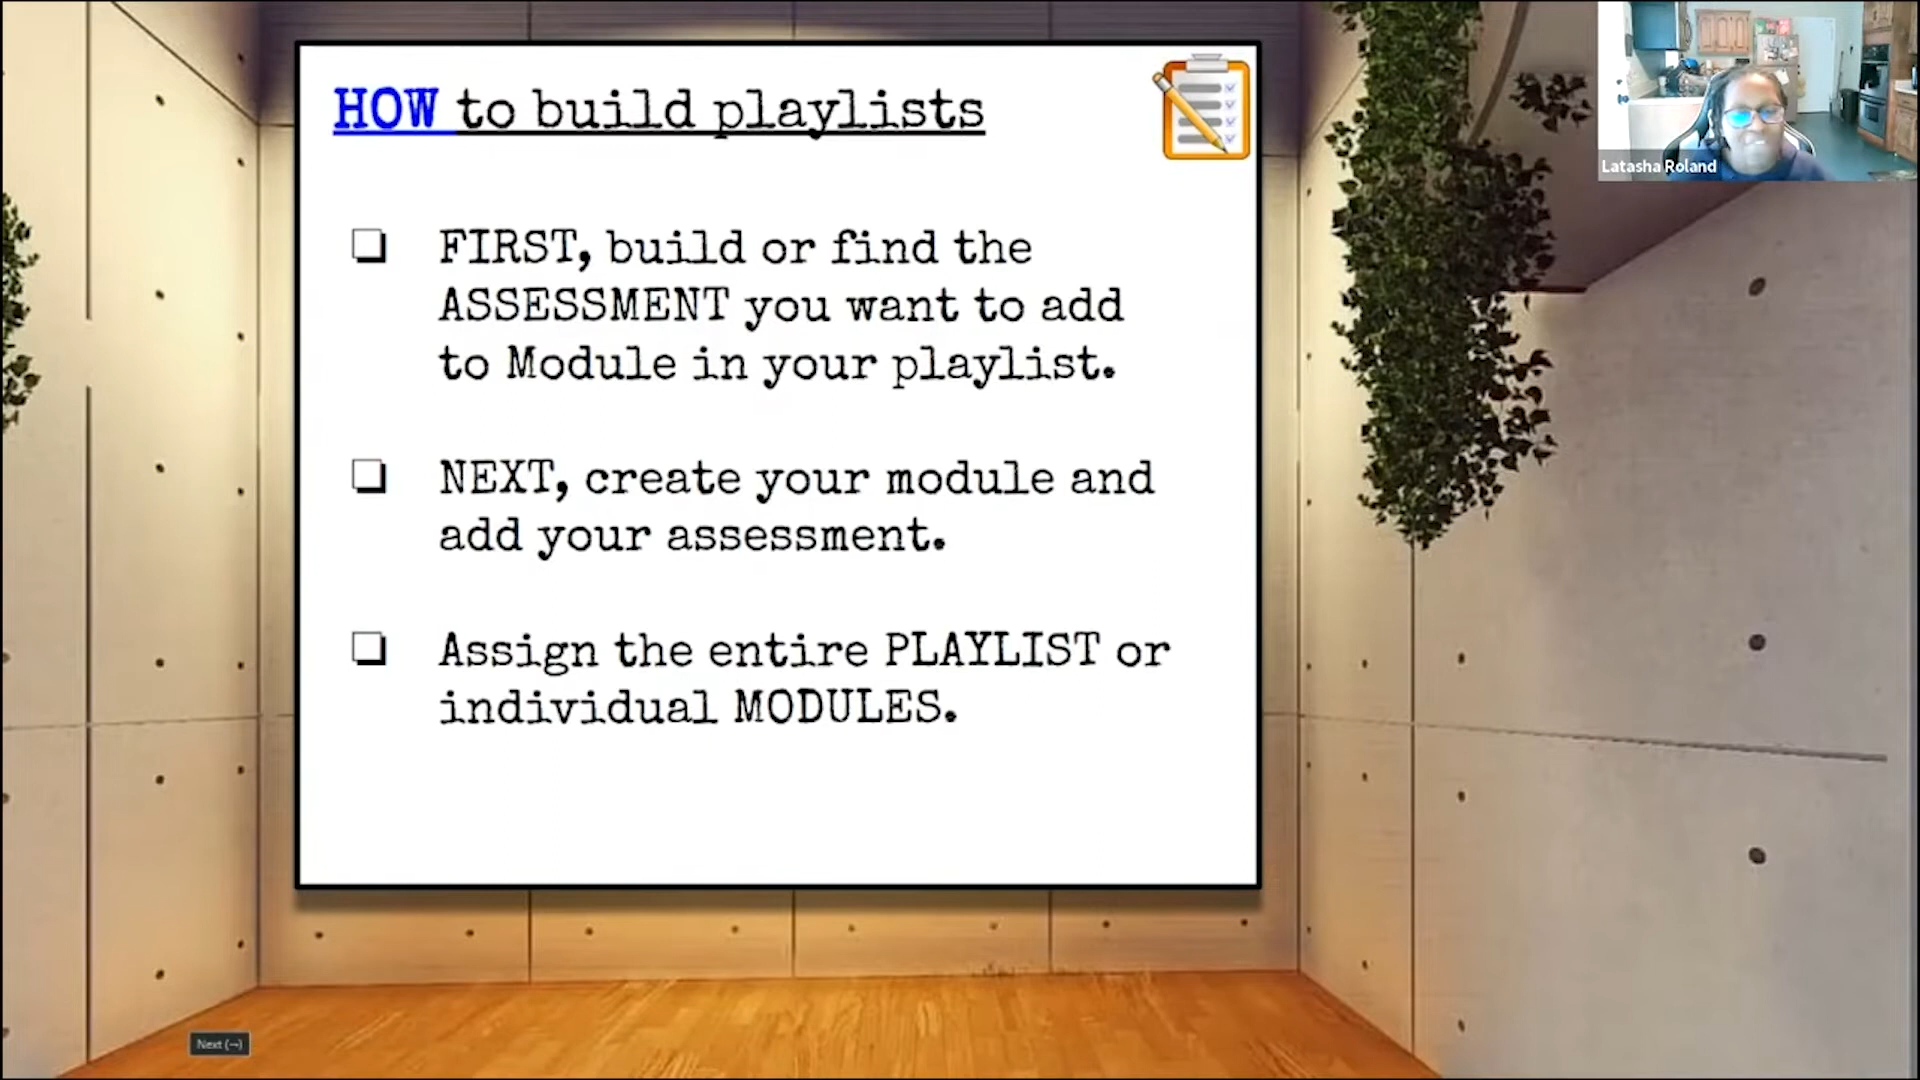 HOW to build playlists
FIRST, build or find the
ASSESSMENT you want to add
to Module in your playlist.
NEXT, create your module and
add your assessment.
Assign the entire PLAYLIST or
individual MODULES.
Latasha Roland
Next (→)